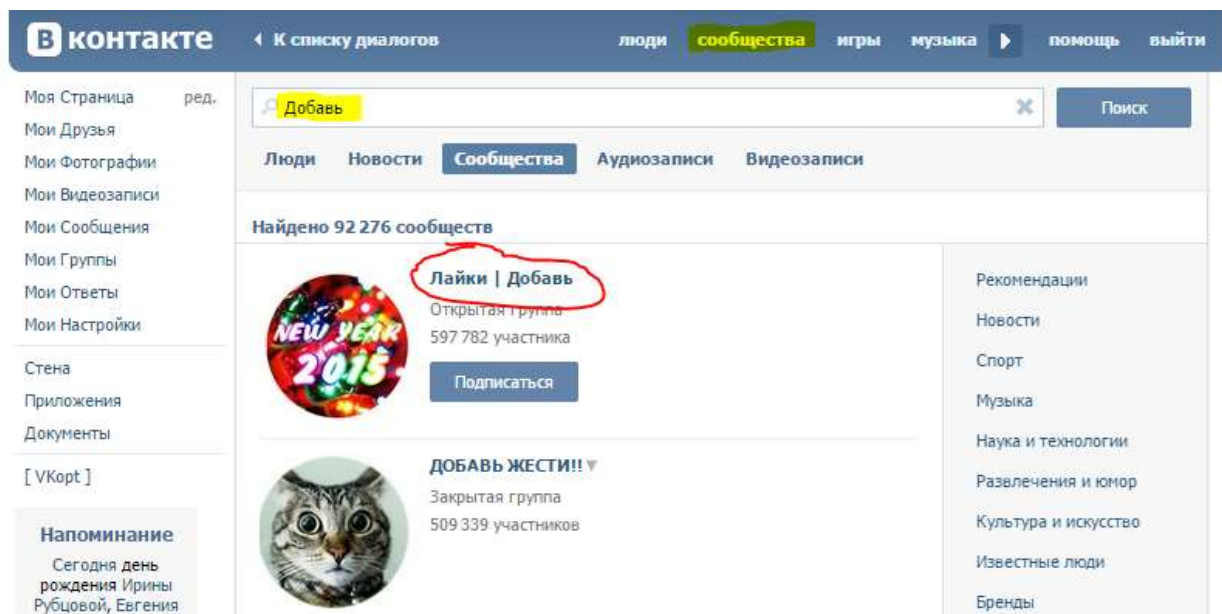 В контакте
К списку диалогов
люди сообщества игры музыка помощь выйти
Моя Страница ред.
Мои Друзья
Мои Фотографии
Мои Видеозаписи
Мои Сообщения
Мои Группы
Мои Ответы
Мои Настройки
Стена
Приложения
Документы
[ VKopt ]
Напоминание
Сегодня день
рождения Ирины
Рубцовой, Евгения
Добавь
Поиск
Люди Новости Сообщества Аудиозаписи Видеозаписи
Найдено 92 276 сообществ
NEW YEAR
2015
Лайки | Добавь
Открытая группа
597 782 участника
Подписаться
ДОБАВЬ ЖЕСТИ!!
Закрытая группа
509 339 участников
Рекомендации
Новости
Спорт
Музыка
Наука и технологии
Развлечения и юмор
Культура и искусство
Известные люди
Бренды